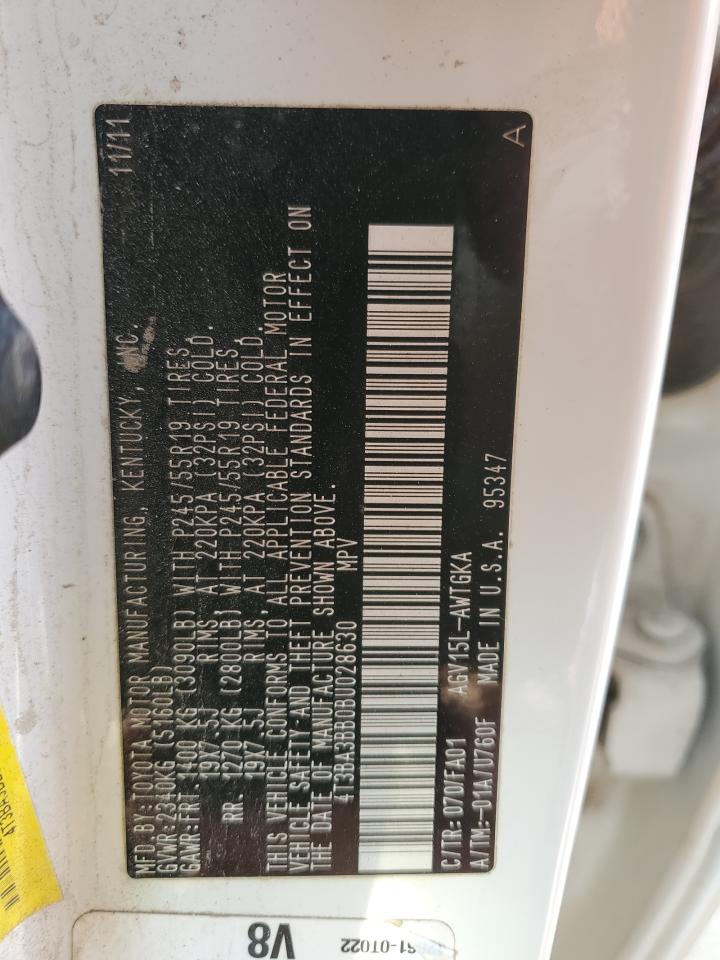 MFD.BY:TOYOTA MOTOR MANUFACTURING, KENTUCKY, INC. 11/11
GVWR:2350KG (5180LB)
GAWR:FRT 1400 KG (3090LB) WITH P245/55R19 TIRES,
19X7.5J RIMS, AT 220KPA (32PSI) COLD.
RR: 1270 KG (2800LB) WITH P245/55R19 TIRES,
19X7.5J RIMS, AT 220KPA (32PSI) COLD.
THIS VEHICLE CONFORMS TO ALL APPLICABLE FEDERAL MOTOR
VEHICLE SAFETY AND THEFT PREVENTION STANDARDS IN EFFECT ON
THE DATE OF MANUFACTURE SHOWN ABOVE.
4T3BA3BB0BU028630 MPV
C/TR:070/FA01 AGV15L-AWTGKA
A/TM:-01A/U760F MADE IN U.S.A. 95347 A
V8
-0T022